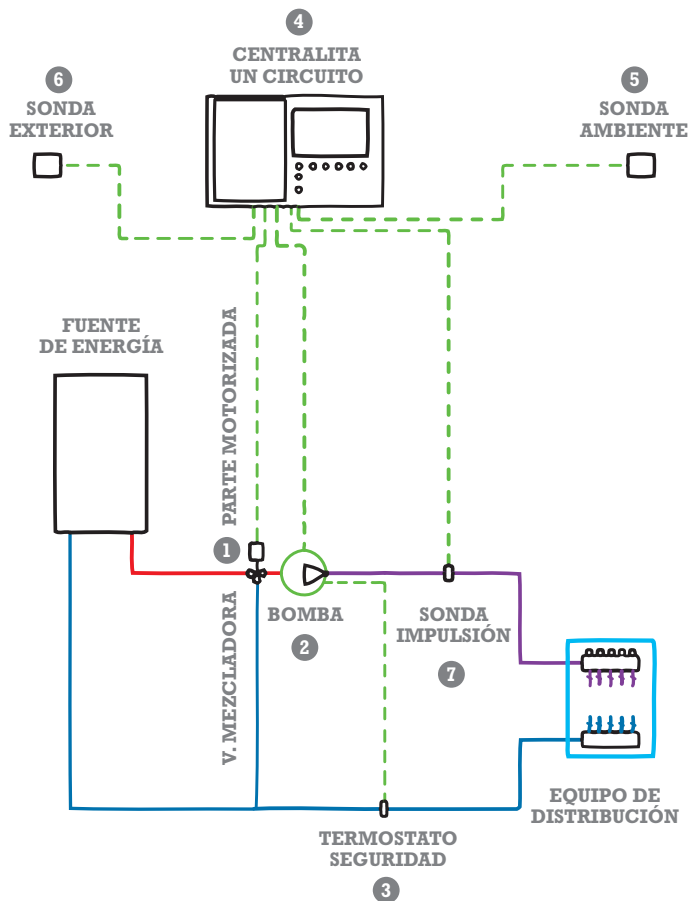 4
CENTRALITA
UN CIRCUITO
6
SONDA
EXTERIOR
5
SONDA
AMBIENTE
FUENTE
DE ENERGÍA
PARTE MOTORIZADA
1
V. MEZCLADORA
BOMBA
2
SONDA
IMPULSIÓN
7
EQUIPO DE
DISTRIBUCIÓN
TERMOSTATO
SEGURIDAD
3